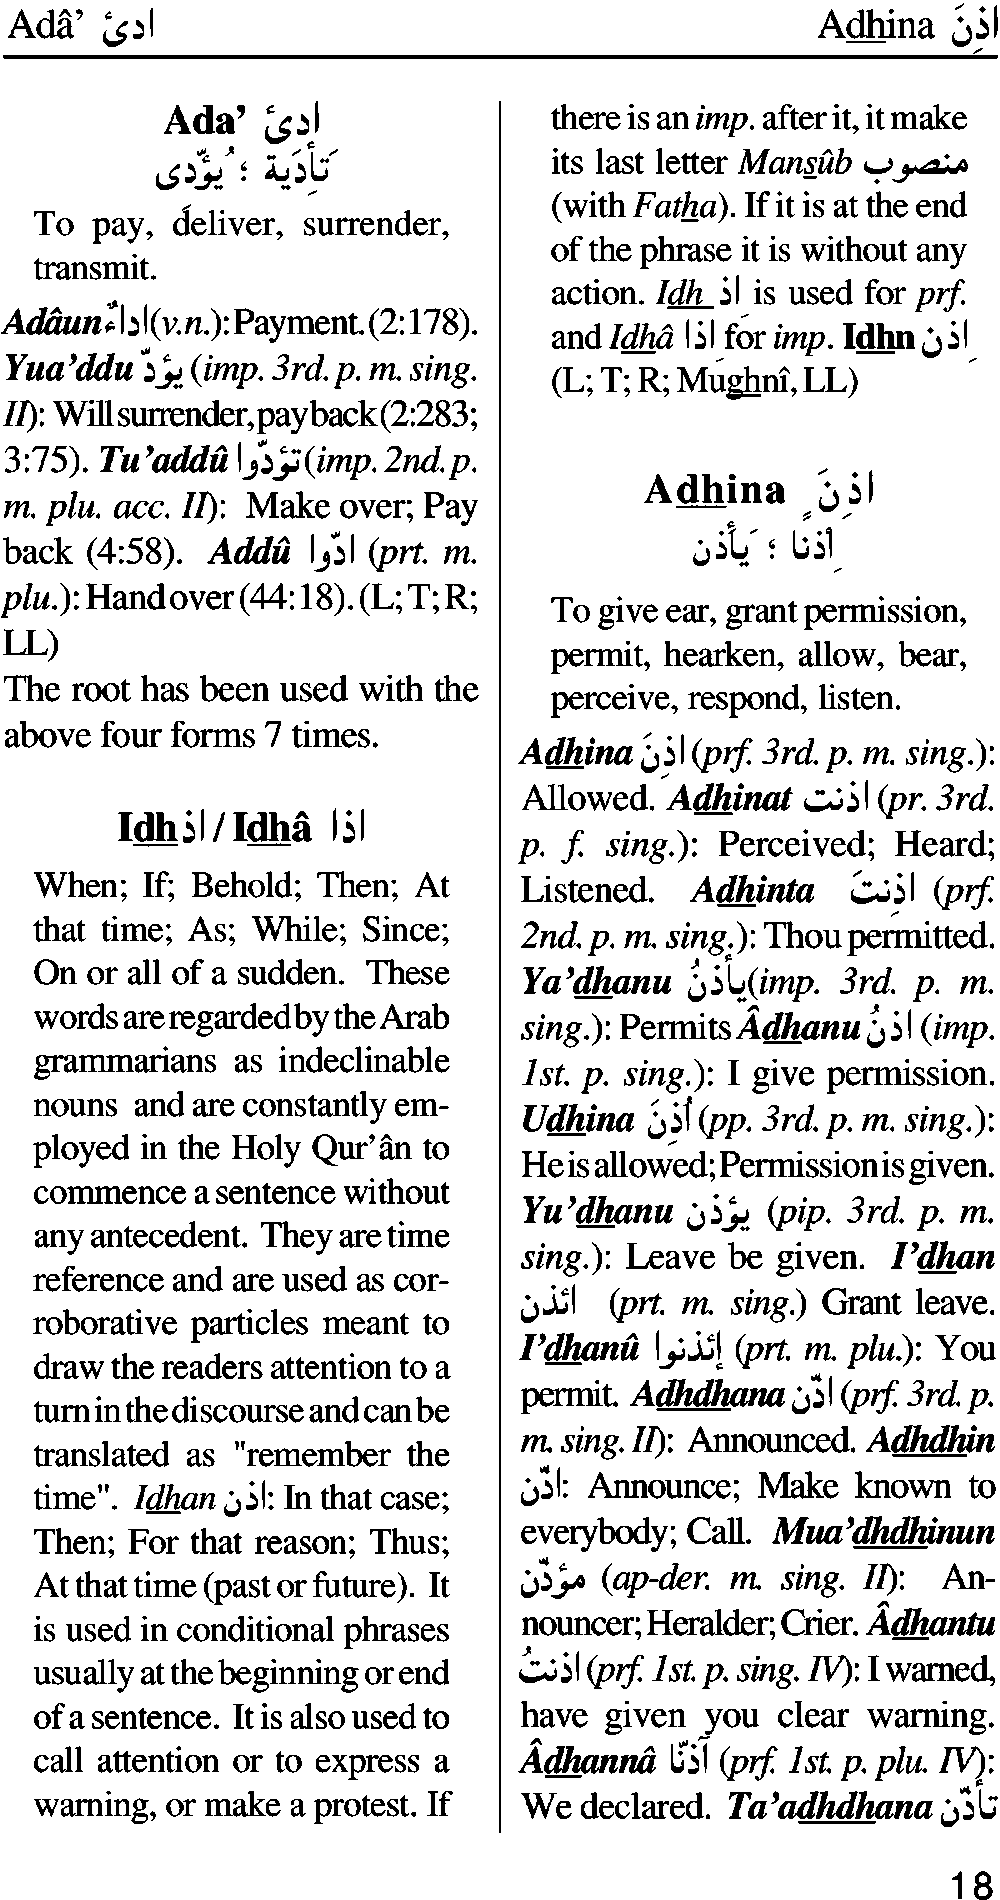 Adâ’ ادیٔ
Adhina اذِنَ
Ada’ ادیٔ
تَأدِيَة ؛ يُؤدِّى
To pay, deliver, surrender,
transmit.
Adâun اداءٌ(v.n.): Payment. (2:178).
Yua’ddu يؤدّ (imp. 3rd. p. m. sing.
II): Will surrender, pay back (2:283;
3:75). Tu’addû تؤدّوا (imp. 2nd. p.
m. plu. acc. II): Make over; Pay
back (4:58). Addû ادّوا (prt. m.
plu.): Hand over (44:18). (L; T; R;
LL)
The root has been used with the
above four forms 7 times.
Idh اذ / Idhâ اذا
When; If; Behold; Then; At
that time; As; While; Since;
On or all of a sudden. These
words are regarded by the Arab
grammarians as indeclinable
nouns and are constantly em-
ployed in the Holy Qur’ân to
commence a sentence without
any antecedent. They are time
reference and are used as cor-
roborative particles meant to
draw the readers attention to a
turn in the discourse and can be
translated as "remember the
time". Idhan اذن: In that case;
Then; For that reason; Thus;
At that time (past or future). It
is used in conditional phrases
usually at the beginning or end
of a sentence. It is also used to
call attention or to express a
warning, or make a protest. If
there is an imp. after it, it make
its last letter Mansûb منصوب
(with Fatha). If it is at the end
of the phrase it is without any
action. Idh اذ is used for prf.
and Idhâ اذا for imp. Idhn اذن
(L; T; R; Mughnî, LL)
Adhina اذِنَ
أِذنًا ؛ يَأذن
To give ear, grant permission,
permit, hearken, allow, bear,
perceive, respond, listen.
Adhina اذِنَ (prf. 3rd. p. m. sing.):
Allowed. Adhinat اذنت (pr. 3rd.
p. f. sing.): Perceived; Heard;
Listened. Adhinta اذِنتَ (prf.
2nd. p. m. sing.): Thou permitted.
Ya’dhanu يأذنُ(imp. 3rd. p. m.
sing.): Permits Âdhanu اذنُ (imp.
1st. p. sing.): I give permission.
Udhina أُذِنَ (pp. 3rd. p. m. sing.):
He is allowed; Permission is given.
Yu’dhanu يؤذن (pip. 3rd. p. m.
sing.): Leave be given. I’dhan
ائذن (prt. m. sing.) Grant leave.
I’dhanû إئذنوا (prt. m. plu.): You
permit. Adhdhana اذّن (prf. 3rd. p.
m. sing. II): Announced. Adhdhin
اذّن: Announce; Make known to
everybody; Call. Mua’dhdhinun
مؤذّن (ap-der. m. sing. II): An-
nouncer; Heralder; Crier. Âdhantu
اذنتُ (prf. 1st. p. sing. IV): I warned,
have given you clear warning.
Âdhannâ آذنّا (prf. 1st. p. plu. IV):
We declared. Ta’adhdhana تأذّن
18